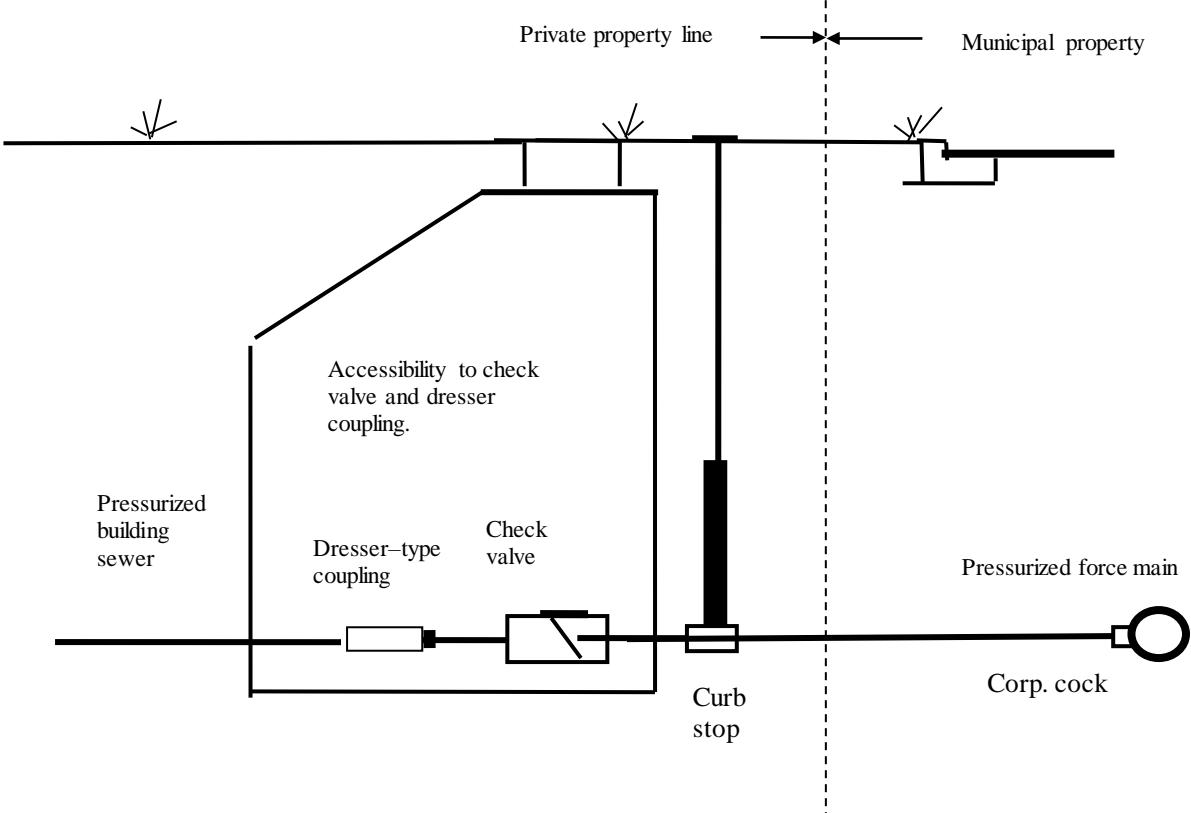 Private property line
Municipal property
Accessibility to check
valve and dresser
coupling.
Pressurized
building
sewer
Dresser–type
coupling
Check
valve
Pressurized force main
Curb
stop
Corp. cock